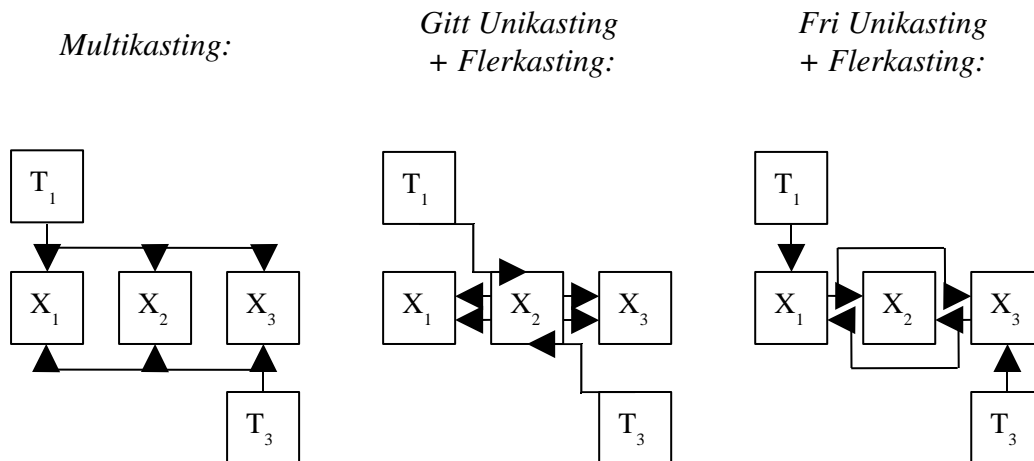 Multikasting:
Gitt Unikasting
+ Flerkasting:
Fri Unikasting
+ Flerkasting:
T1
X1 X2 X3
T3
T1
X1 X2 X3
T3
T1
X1 X2 X3
T3